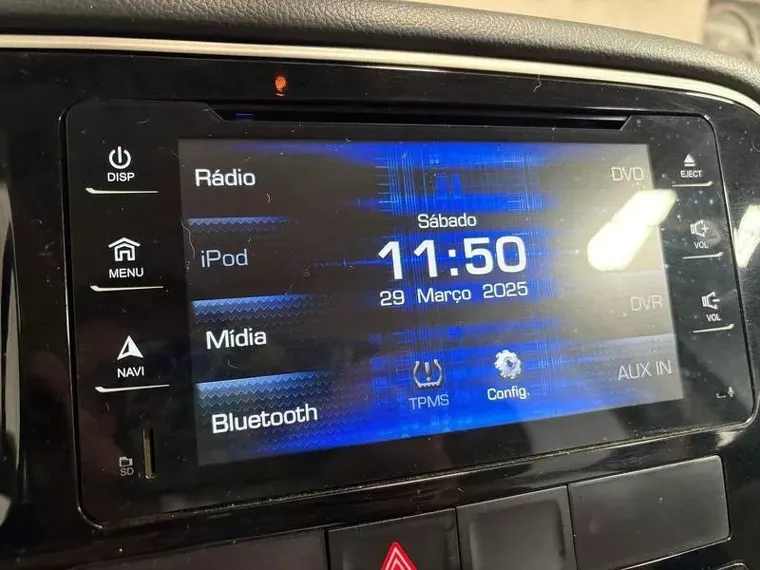 DISP
MENU
NAVI
SD
Rádio
iPod
Mídia
Bluetooth
Sábado
11:50
29 Março 2025
TPMS
Config.
DVD
DVR
AUX IN
EJECT
VOL
VOL